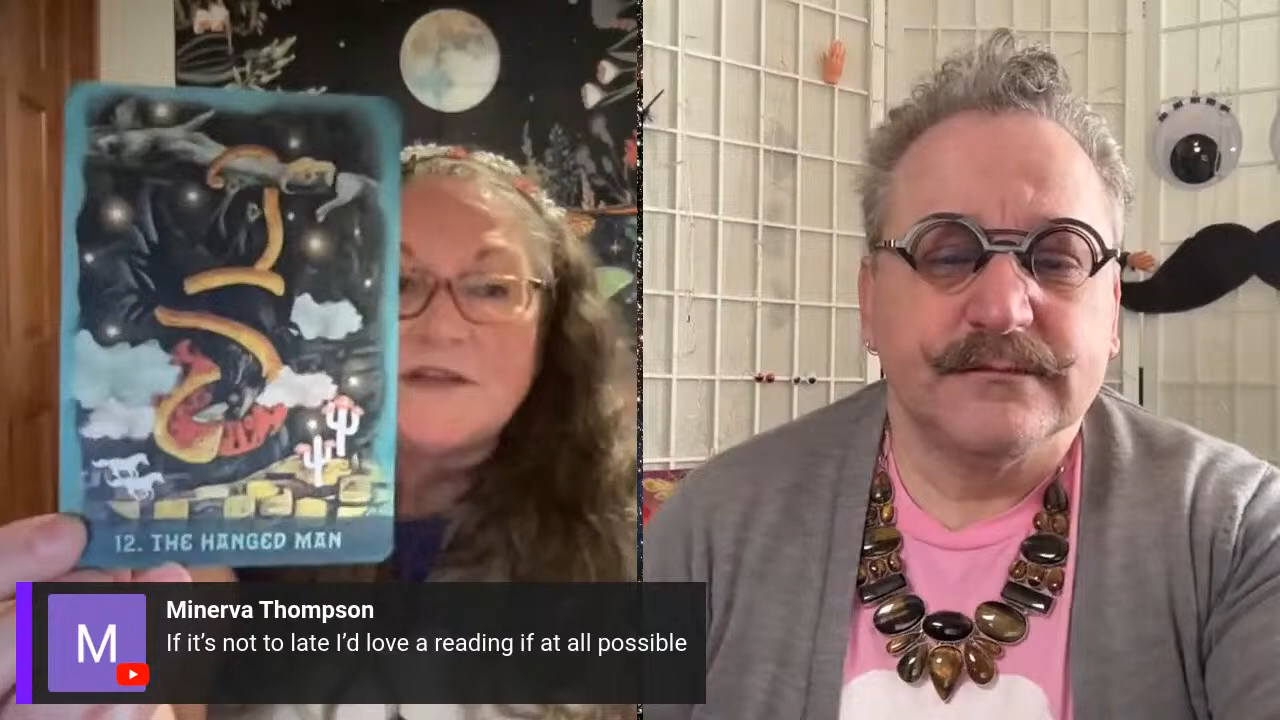 12. THE HANGED MAN
M
Minerva Thompson
If it’s not to late I’d love a reading if at all possible